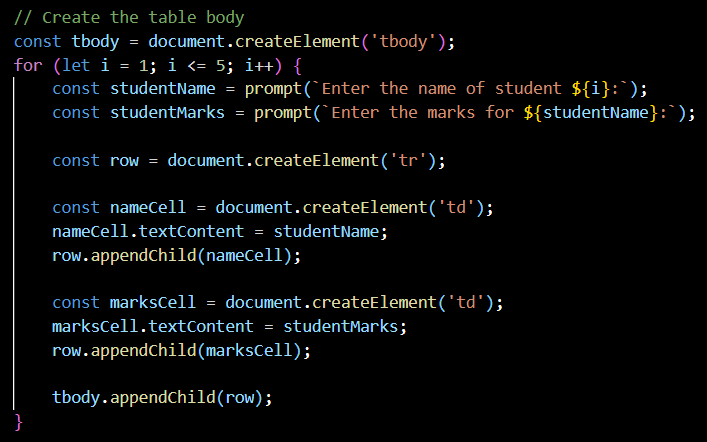 // Create the table body
const tbody = document.createElement('tbody');
for (let i = 1; i <= 5; i++) {
    const studentName = prompt(`Enter the name of student ${i}:`);
    const studentMarks = prompt(`Enter the marks for ${studentName}:`);

    const row = document.createElement('tr');

    const nameCell = document.createElement('td');
    nameCell.textContent = studentName;
    row.appendChild(nameCell);

    const marksCell = document.createElement('td');
    marksCell.textContent = studentMarks;
    row.appendChild(marksCell);

    tbody.appendChild(row);
}